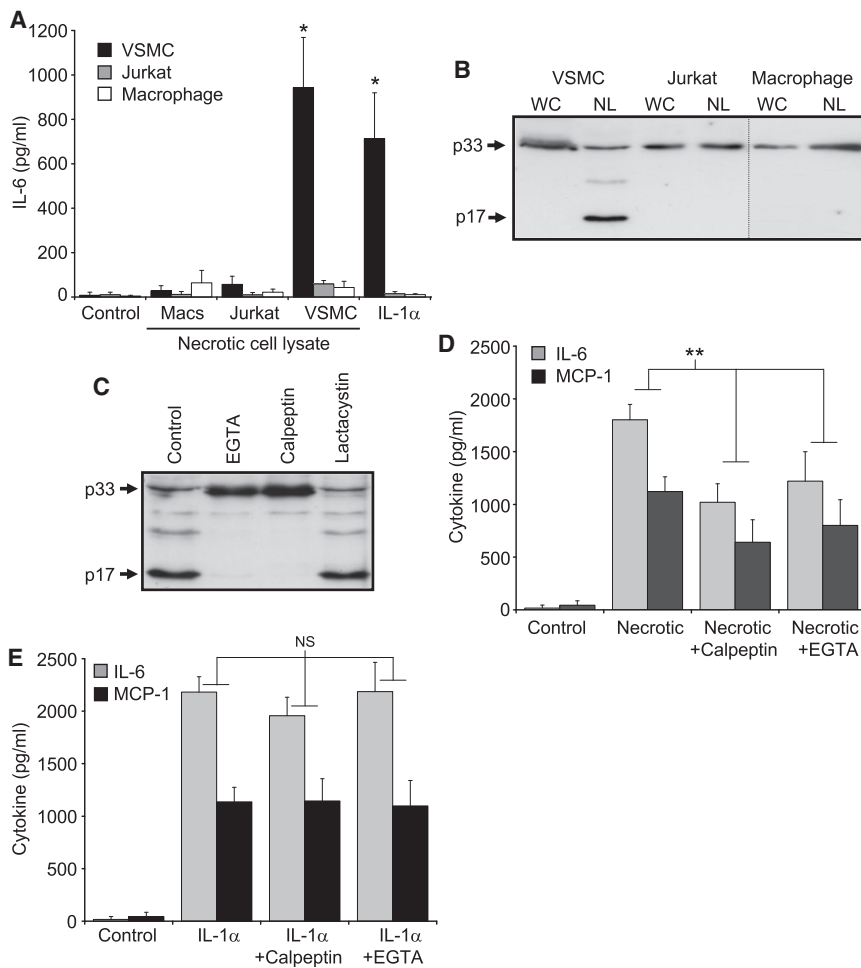 A
1200
1000
800
600
400
200
0
IL-6 (pg/ml)
VSMC
Jurkat
Macrophage
*
*
Control
Macs
Jurkat
VSMC
IL-1α
Necrotic cell lysate
B
VSMC
Jurkat
Macrophage
WC
NL
WC
NL
WC
NL
p33
p17
C
Control
EGTA
Calpeptin
Lactacystin
p33
p17
D
2500
2000
1500
1000
500
0
Cytokine (pg/ml)
IL-6
MCP-1
**
Control
Necrotic
Necrotic
+Calpeptin
Necrotic
+EGTA
E
2500
2000
1500
1000
500
0
Cytokine (pg/ml)
IL-6
MCP-1
NS
Control
IL-1α
IL-1α
+Calpeptin
IL-1α
+EGTA